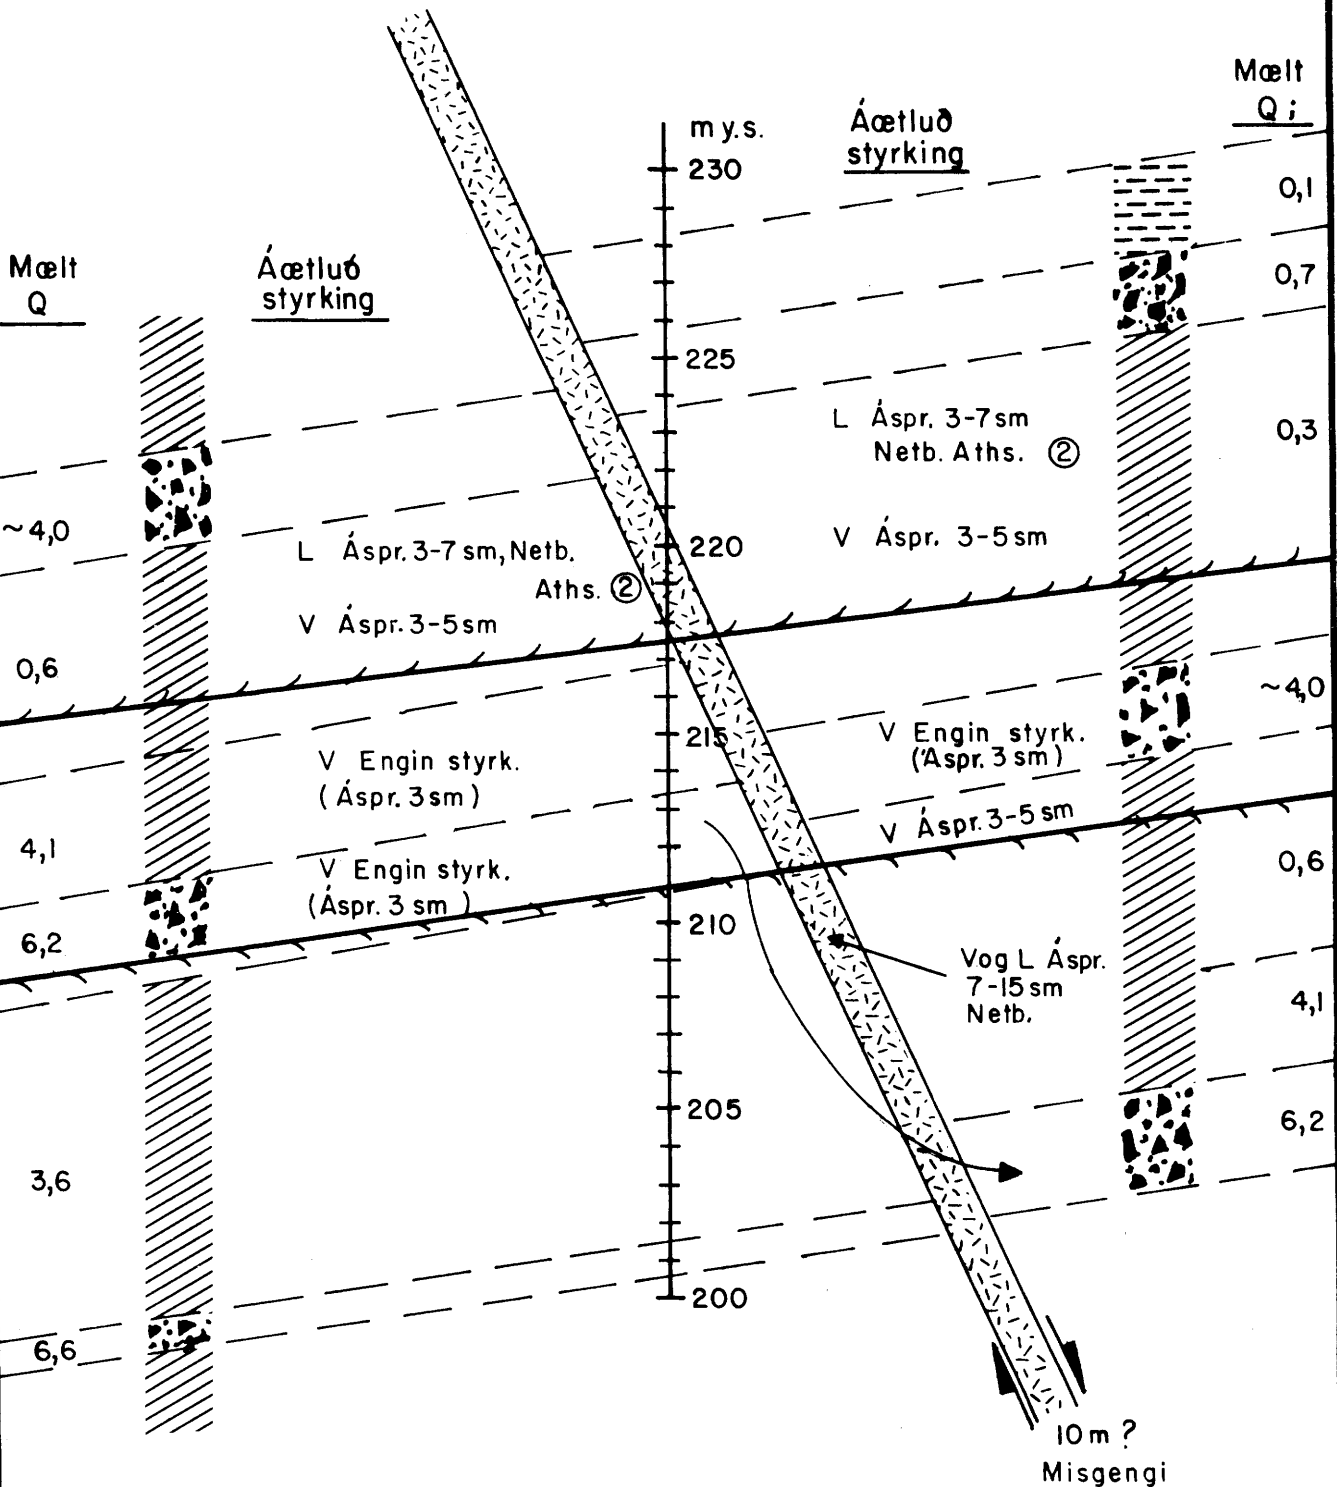 Mælt
Q
Áætluð
styrking
~4,0
0,6
4,1
6,2
3,6
6,6
L Áspr. 3-7 sm, Netb.
Aths. ②
V Áspr. 3-5 sm
V Engin styrk.
(Áspr. 3 sm)
V Engin styrk.
(Áspr. 3 sm)
m y.s.
230
225
220
215
210
205
200
Áætluð
styrking
L Áspr. 3-7 sm
Netb. Aths. ②
V Áspr. 3-5 sm
V Engin styrk.
(Áspr. 3 sm)
V Áspr. 3-5 sm
Vog L Áspr.
7-15 sm
Netb.
Mælt
Q ;
0,1
0,7
0,3
~4,0
0,6
4,1
6,2
10 m ?
Misgengi